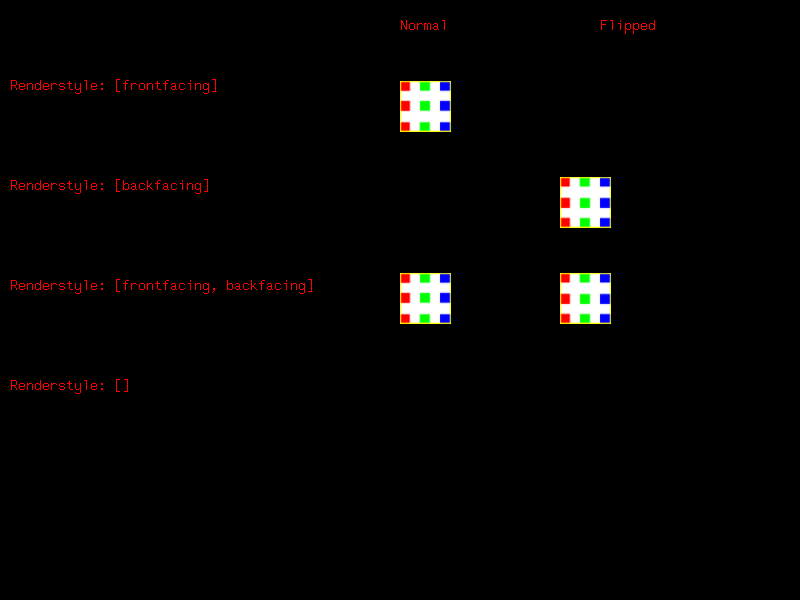 Normal Flipped
Renderstyle: [frontfacing]
Renderstyle: [backfacing]
Renderstyle: [frontfacing, backfacing]
Renderstyle: []